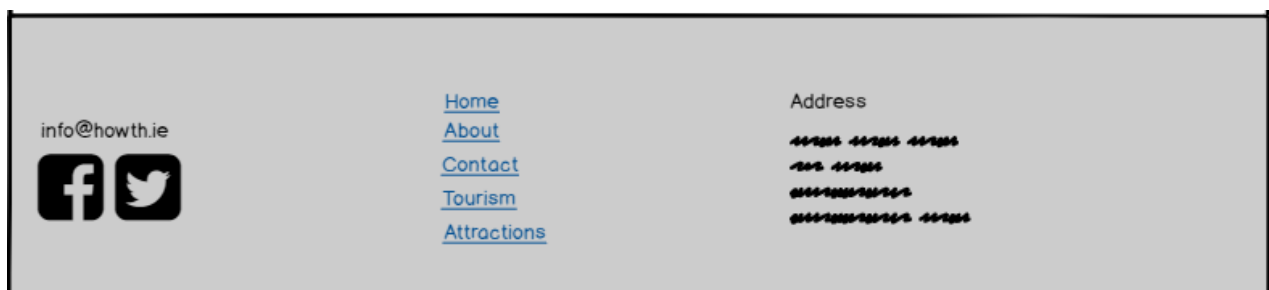 info@howth.ie
Home
About
Contact
Tourism
Attractions
Address